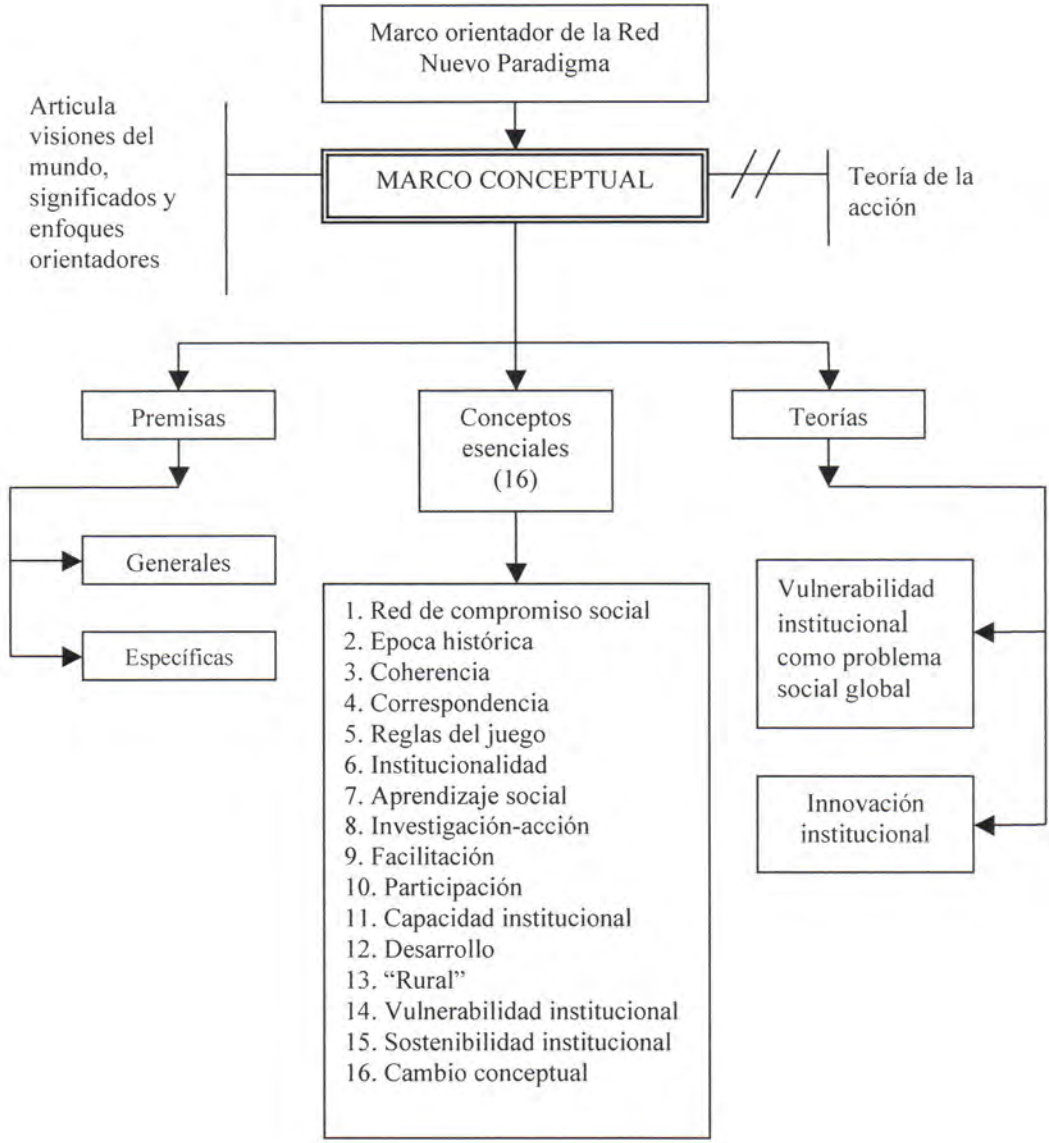 Marco orientador de la Red
Nuevo Paradigma
Articula
visiones del
mundo,
significados y
enfoques
orientadores
MARCO CONCEPTUAL
Teoría de la
acción
Premisas
Conceptos
esenciales
(16)
Teorías
Generales
Específicas
1. Red de compromiso social
2. Epoca histórica
3. Coherencia
4. Correspondencia
5. Reglas del juego
6. Institucionalidad
7. Aprendizaje social
8. Investigación-acción
9. Facilitación
10. Participación
11. Capacidad institucional
12. Desarrollo
13. “Rural”
14. Vulnerabilidad institucional
15. Sostenibilidad institucional
16. Cambio conceptual
Vulnerabilidad
institucional
como problema
social global
Innovación
institucional